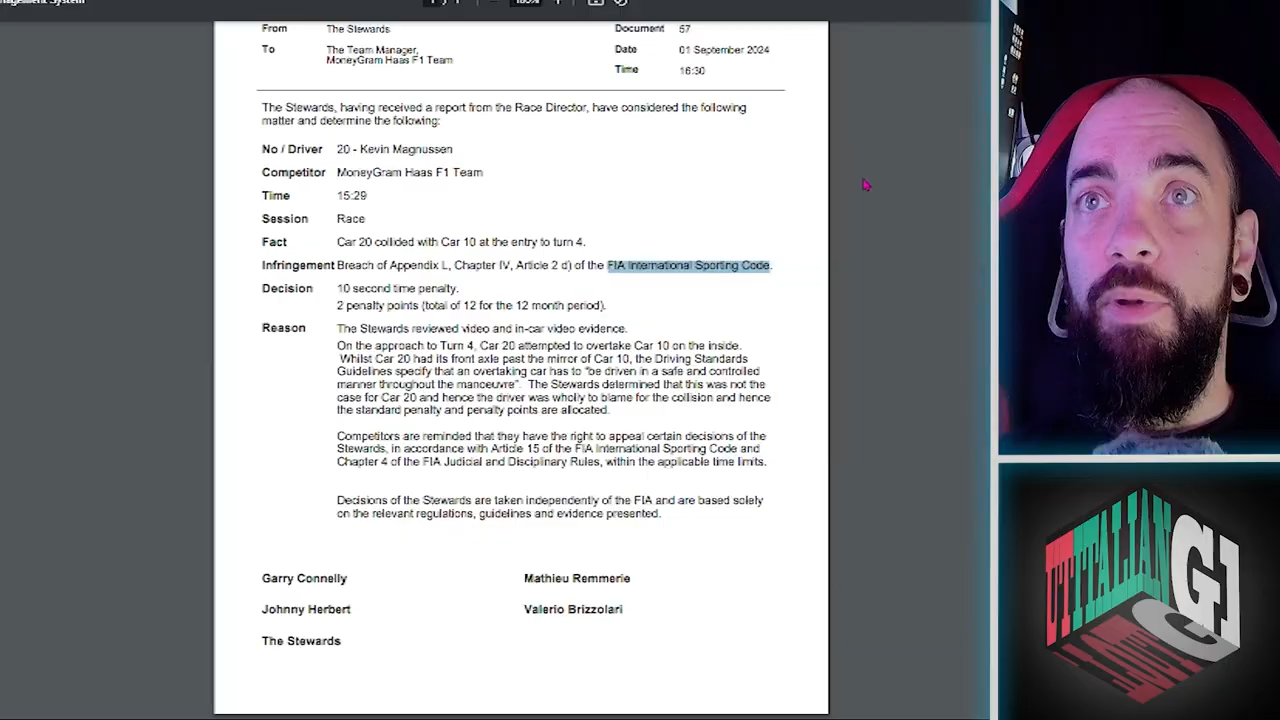 nagement System
From The Stewards Document 57
To The Team Manager, Date 01 September 2024
MoneyGram Haas F1 Team
Time 16:30
The Stewards, having received a report from the Race Director, have considered the following
matter and determine the following:
No / Driver 20 - Kevin Magnussen
Competitor MoneyGram Haas F1 Team
Time 15:29
Session Race
Fact Car 20 collided with Car 10 at the entry to turn 4.
Infringement Breach of Appendix L, Chapter IV, Article 2 d) of the FIA International Sporting Code.
Decision 10 second time penalty.
2 penalty points (total of 12 for the 12 month period).
Reason The Stewards reviewed video and in-car video evidence.
On the approach to Turn 4, Car 20 attempted to overtake Car 10 on the inside.
Whilst Car 20 had its front axle past the mirror of Car 10, the Driving Standards
Guidelines specify that an overtaking car has to “be driven in a safe and controlled
manner throughout the manoeuvre”. The Stewards determined that this was not the
case for Car 20 and hence the driver was wholly to blame for the collision and hence
the standard penalty and penalty points are allocated.
Competitors are reminded that they have the right to appeal certain decisions of the
Stewards, in accordance with Article 15 of the FIA International Sporting Code and
Chapter 4 of the FIA Judicial and Disciplinary Rules, within the applicable time limits.
Decisions of the Stewards are taken independently of the FIA and are based solely
on the relevant regulations, guidelines and evidence presented.
Garry Connelly Mathieu Remmerie
Johnny Herbert Valerio Brizzolari
The Stewards
ITALIAN
GI